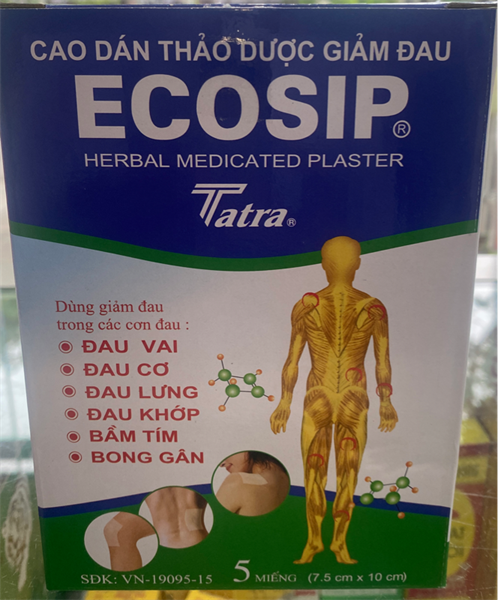 CAO DÁN THẢO DƯỢC GIẢM ĐAU
ECOSIP®
HERBAL MEDICATED PLASTER
Tatra®
Dùng giảm đau
trong các cơn đau :
ĐAU VAI
ĐAU CƠ
ĐAU LƯNG
ĐAU KHỚP
BẦM TÍM
BONG GÂN
SĐK: VN-19095-15 5 MIẾNG (7.5 cm x 10 cm)